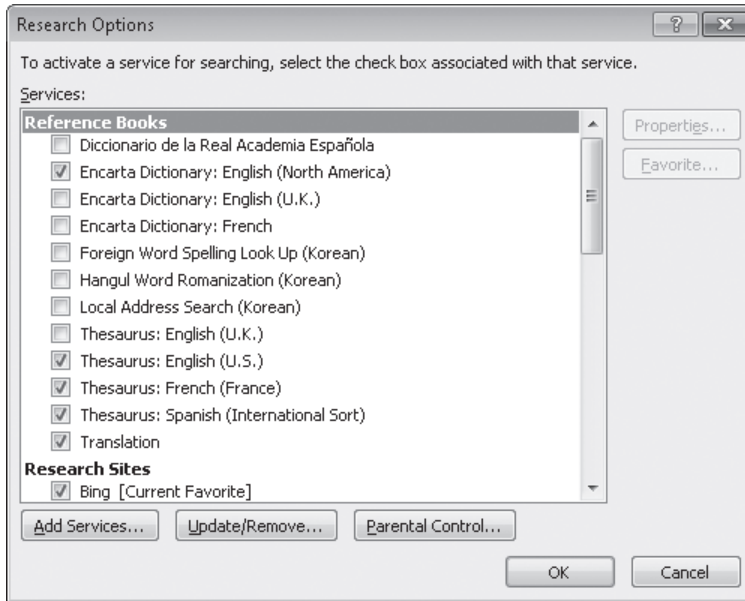 Research Options
To activate a service for searching, select the check box associated with that service.
Services:
Reference Books
Diccionario de la Real Academia Española
Encarta Dictionary: English (North America)
Encarta Dictionary: English (U.K.)
Encarta Dictionary: French
Foreign Word Spelling Look Up (Korean)
Hangul Word Romanization (Korean)
Local Address Search (Korean)
Thesaurus: English (U.K.)
Thesaurus: English (U.S.)
Thesaurus: French (France)
Thesaurus: Spanish (International Sort)
Translation
Research Sites
Bing [Current Favorite]
Properties...
Favorite...
Add Services... Update/Remove... Parental Control...
OK Cancel